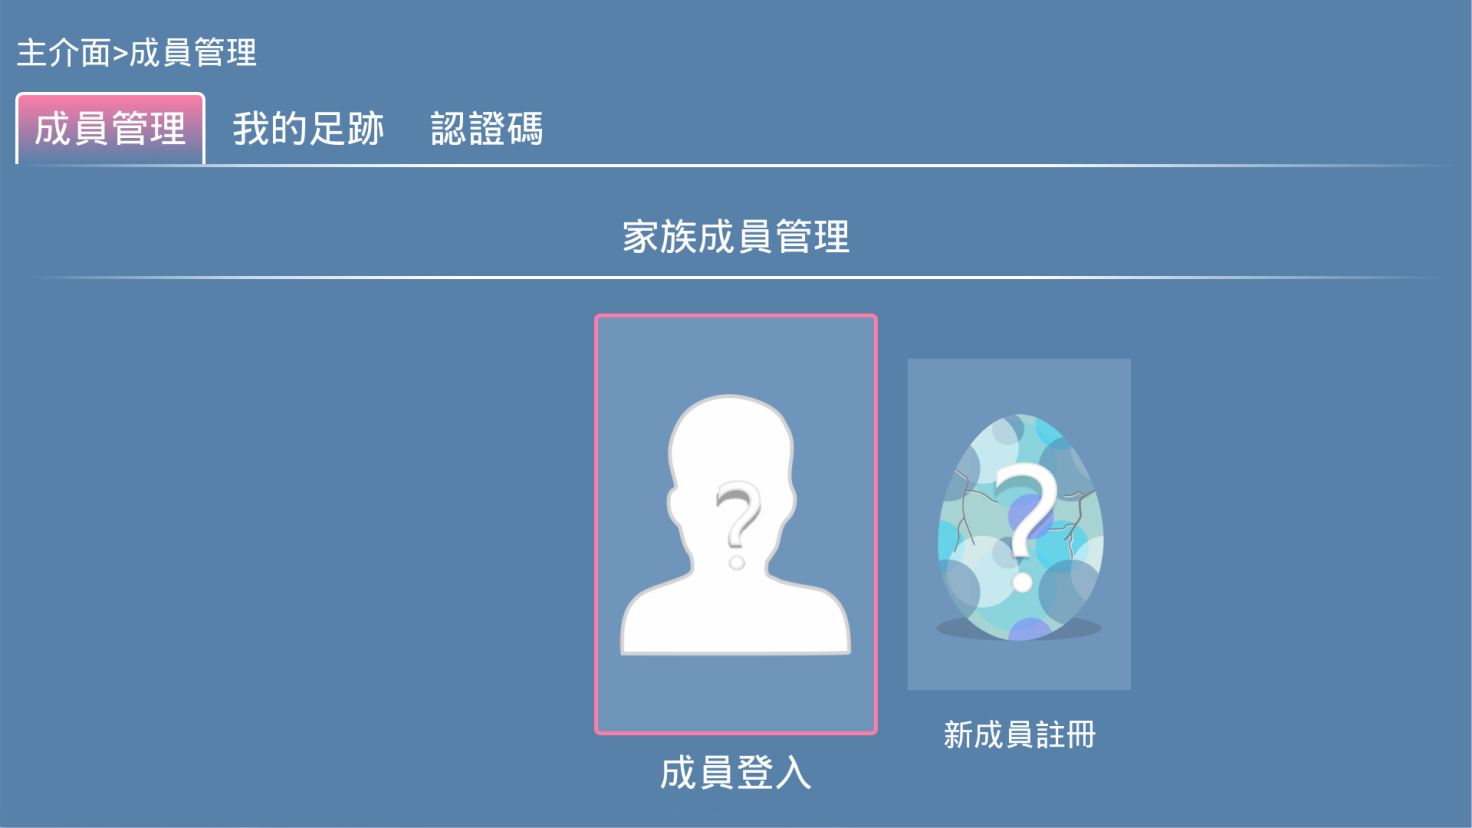 主介面>成員管理
成員管理 我的足跡 認證碼
家族成員管理
?
?
新成員註冊
成員登入